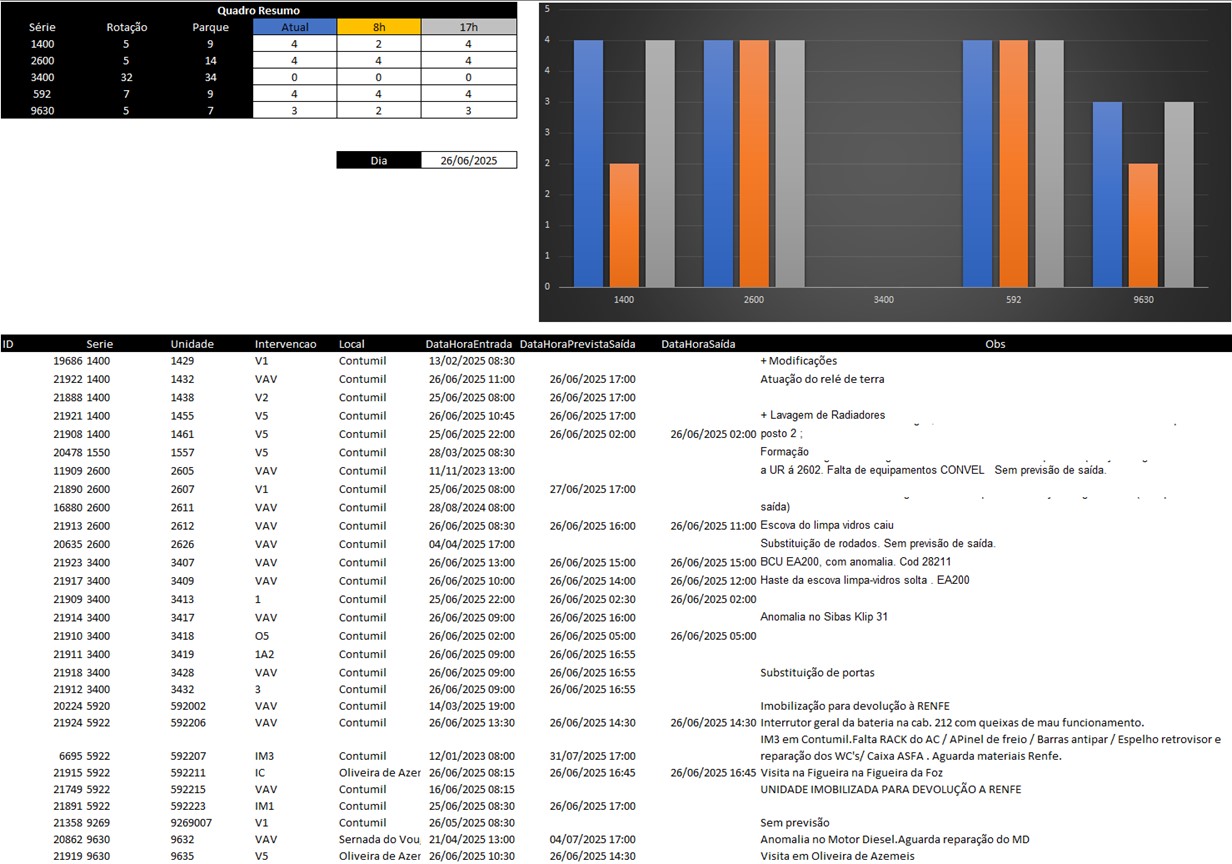 Quadro Resumo
Série Rotação Parque Atual 8h 17h
1400 5 9 4 2 4
2600 5 14 4 4 4
3400 32 34 0 0 0
592 7 9 4 4 4
9630 5 7 3 2 3
Dia 26/06/2025
5
4
4
3
3
2
2
1
1
0
1400 2600 3400 592 9630
ID Serie Unidade Intervencao Local DataHoraEntrada DataHoraPrevistaSaída DataHoraSaída Obs
19686 1400 1429 V1 Contumil 13/02/2025 08:30 + Modificações
21922 1400 1432 VAV Contumil 26/06/2025 11:00 26/06/2025 17:00 Atuação do relé de terra
21888 1400 1438 V2 Contumil 25/06/2025 08:00 26/06/2025 17:00
21921 1400 1455 V5 Contumil 26/06/2025 10:45 26/06/2025 17:00 + Lavagem de Radiadores
21908 1400 1461 V5 Contumil 25/06/2025 22:00 26/06/2025 02:00 26/06/2025 02:00 posto 2 ;
20478 1550 1557 V5 Contumil 28/03/2025 08:30 Formação
11909 2600 2605 VAV Contumil 11/11/2023 13:00 a UR á 2602. Falta de equipamentos CONVEL Sem previsão de saída.
21890 2600 2607 V1 Contumil 25/06/2025 08:00 27/06/2025 17:00
16880 2600 2611 VAV Contumil 28/08/2024 08:00 saída)
21913 2600 2612 VAV Contumil 26/06/2025 08:30 26/06/2025 16:00 26/06/2025 11:00 Escova do limpa vidros caiu
20635 2600 2626 VAV Contumil 04/04/2025 17:00 Substituição de rodados. Sem previsão de saída.
21923 3400 3407 VAV Contumil 26/06/2025 13:00 26/06/2025 15:00 26/06/2025 15:00 BCU EA200, com anomalia. Cod 28211
21917 3400 3409 VAV Contumil 26/06/2025 10:00 26/06/2025 14:00 26/06/2025 12:00 Haste da escova limpa-vidros solta . EA200
21909 3400 3413 1 Contumil 25/06/2025 22:00 26/06/2025 02:30 26/06/2025 02:00
21914 3400 3417 VAV Contumil 26/06/2025 09:00 26/06/2025 16:00 Anomalia no Sibas Klip 31
21910 3400 3418 O5 Contumil 26/06/2025 02:00 26/06/2025 05:00 26/06/2025 05:00
21911 3400 3419 1A2 Contumil 26/06/2025 09:00 26/06/2025 16:55
21918 3400 3428 VAV Contumil 26/06/2025 09:00 26/06/2025 16:55 Substituição de portas
21912 3400 3432 3 Contumil 26/06/2025 09:00 26/06/2025 16:55
20224 5920 592002 VAV Contumil 14/03/2025 19:00 Imobilização para devolução à RENFE
21924 5922 592206 VAV Contumil 26/06/2025 13:30 26/06/2025 14:30 26/06/2025 14:30 Interrutor geral da bateria na cab. 212 com queixas de mau funcionamento.
IM3 em Contumil.Falta RACK do AC / APinel de freio / Barras antipar / Espelho retrovisor e
6695 5922 592207 IM3 Contumil 12/01/2023 08:00 31/07/2025 17:00 reparação dos WC's/ Caixa ASFA . Aguarda materiais Renfe.
21915 5922 592211 IC Oliveira de Azer 26/06/2025 08:15 26/06/2025 16:45 26/06/2025 16:45 Visita na Figueira na Figueira da Foz
21749 5922 592215 VAV Contumil 16/06/2025 08:15 UNIDADE IMOBILIZADA PARA DEVOLUÇÃO A RENFE
21891 5922 592223 IM1 Contumil 25/06/2025 08:30 26/06/2025 17:00
21358 9269 9269007 V1 Contumil 26/05/2025 08:30 Sem previsão
20862 9630 9632 VAV Sernada do Vou 21/04/2025 13:00 04/07/2025 17:00 Anomalia no Motor Diesel.Aguarda reparação do MD
21919 9630 9635 V5 Oliveira de Azer 26/06/2025 10:30 26/06/2025 14:30 Visita em Oliveira de Azemeis